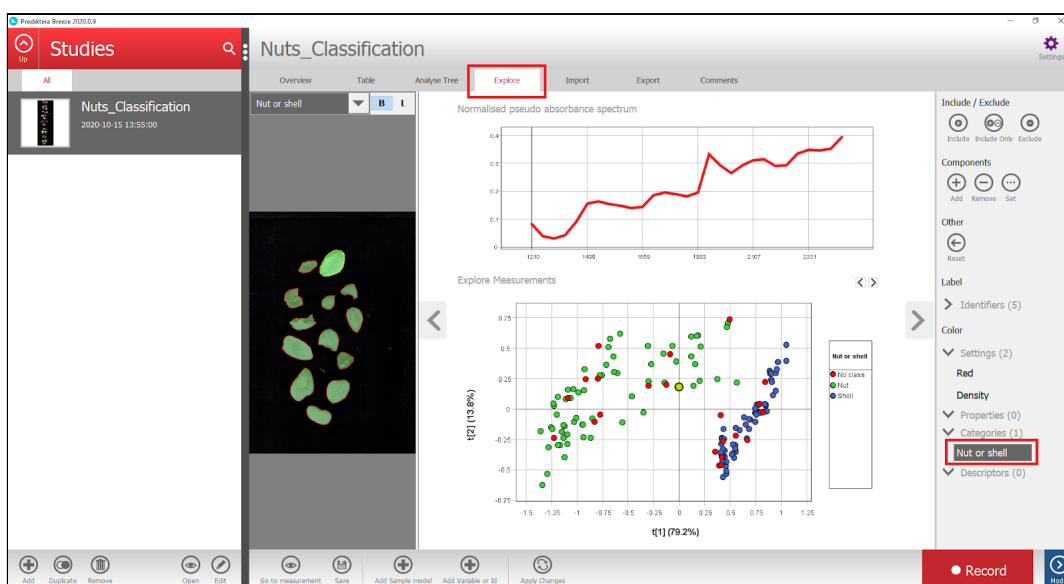 Prediktera Breeze 2020.0.9
Up
Studies
All
Nuts_Classification
2020-10-15 13:55:00
Add Duplicate Remove Open Edit
Nuts_Classification
Settings
Overview Table Analyse Tree Explore Import Export Comments
Nut or shell B L
Normalised pseudo absorbance spectrum
0.4
0.3
0.2
0.1
0
1210 1435 1659 1883 2107 2331
Explore Measurements
0.75
0.5
0.25
0
-0.25
-0.5
-0.75
t[2] (13.8%)
-1.5 -1.25 -1 -0.75 -0.5 -0.25 0 0.25 0.5 0.75 1 1.25
t[1] (79.2%)
Nut or shell
No class
Nut
Shell
Include / Exclude
Include Include Only Exclude
Components
Add Remove Set
Other
Reset
Label
Identifiers (5)
Color
Settings (2)
Red
Density
Properties (0)
Categories (1)
Nut or shell
Descriptors (0)
Go to measurement Save Add Sample model Add Variable or Id Apply Changes
Record